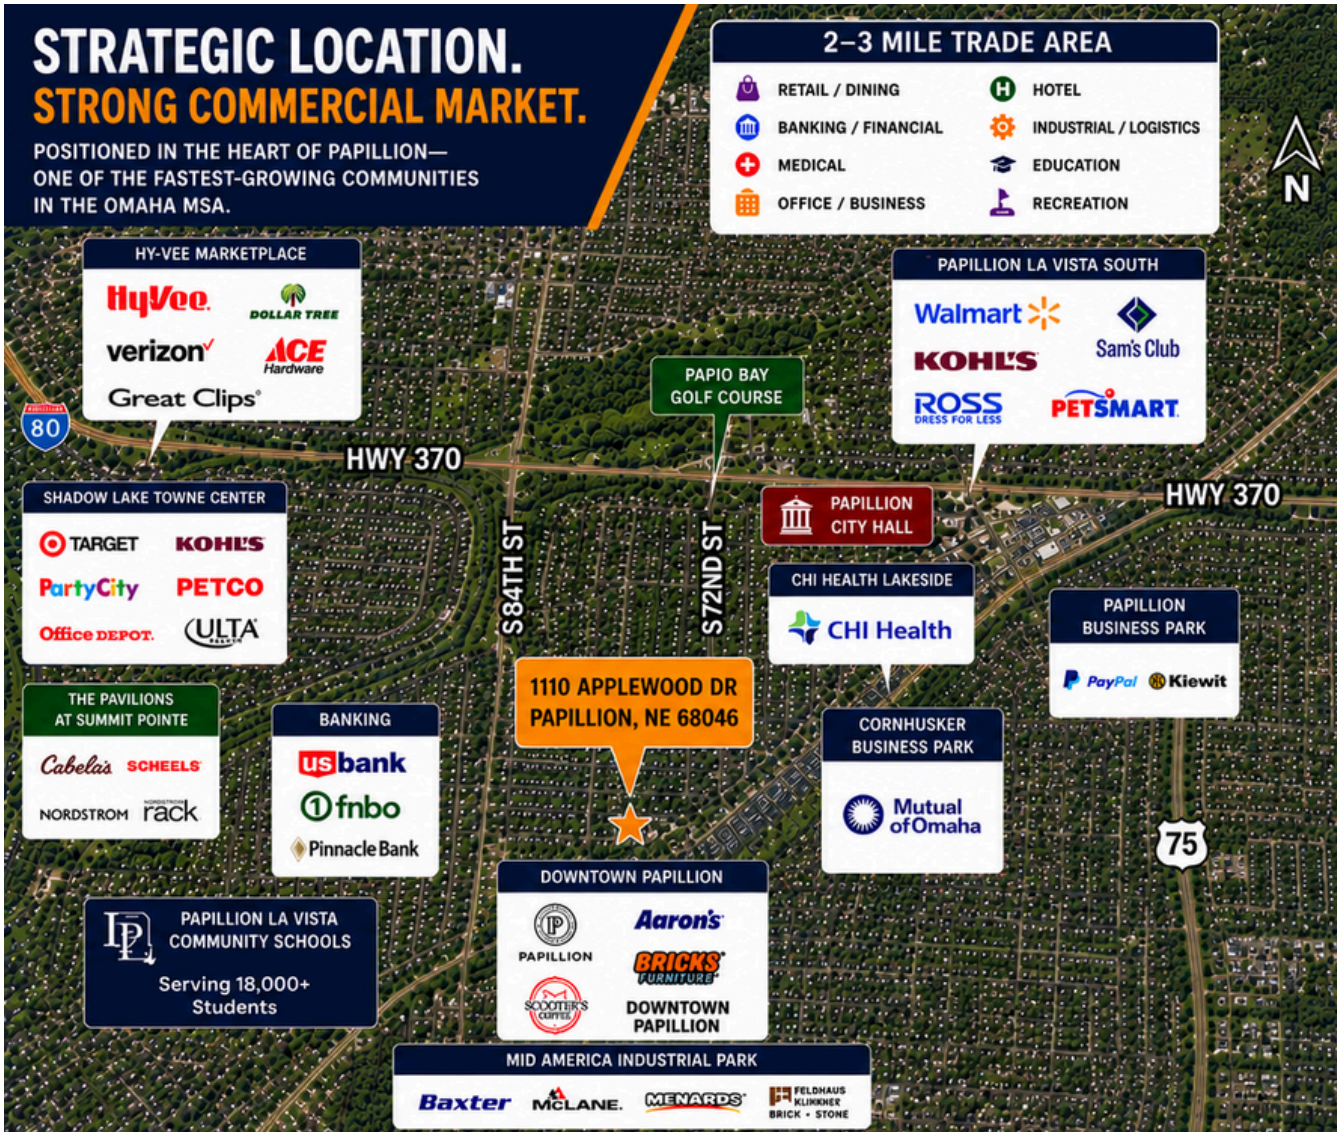 STRATEGIC LOCATION.
STRONG COMMERCIAL MARKET.
POSITIONED IN THE HEART OF PAPILLION—
ONE OF THE FASTEST-GROWING COMMUNITIES
IN THE OMAHA MSA.
2–3 MILE TRADE AREA
RETAIL / DINING
BANKING / FINANCIAL
MEDICAL
OFFICE / BUSINESS
H HOTEL
INDUSTRIAL / LOGISTICS
EDUCATION
RECREATION
N
HY-VEE MARKETPLACE
HyVee.
DOLLAR TREE
verizon
ACE
Hardware
Great Clips
PAPILLION LA VISTA SOUTH
Walmart
Sam's Club
KOHL'S
ROSS
DRESS FOR LESS
PETSMART
PAPIO BAY
GOLF COURSE
80
HWY 370
HWY 370
SHADOW LAKE TOWNE CENTER
TARGET
KOHL'S
PartyCity
PETCO
Office DEPOT.
ULTA
S 84TH ST
S 72ND ST
PAPILLION
CITY HALL
CHI HEALTH LAKESIDE
CHI Health
PAPILLION
BUSINESS PARK
PayPal
Kiewit
1110 APPLEWOOD DR
PAPILLION, NE 68046
THE PAVILIONS
AT SUMMIT POINTE
Cabela's
SCHEELS
NORDSTROM
NORDSTROM
rack
BANKING
usbank
1 fnbo
Pinnacle Bank
CORNHUSKER
BUSINESS PARK
Mutual
of Omaha
75
DOWNTOWN PAPILLION
P
PAPILLION
Aaron's
BRICKS
FURNITURE
SCOOTER'S
COFFEE
DOWNTOWN
PAPILLION
PAPILLION LA VISTA
COMMUNITY SCHOOLS
Serving 18,000+
Students
MID AMERICA INDUSTRIAL PARK
Baxter
McLANE.
MENARDS
FELDHAUS
KLINKHER
BRICK • STONE